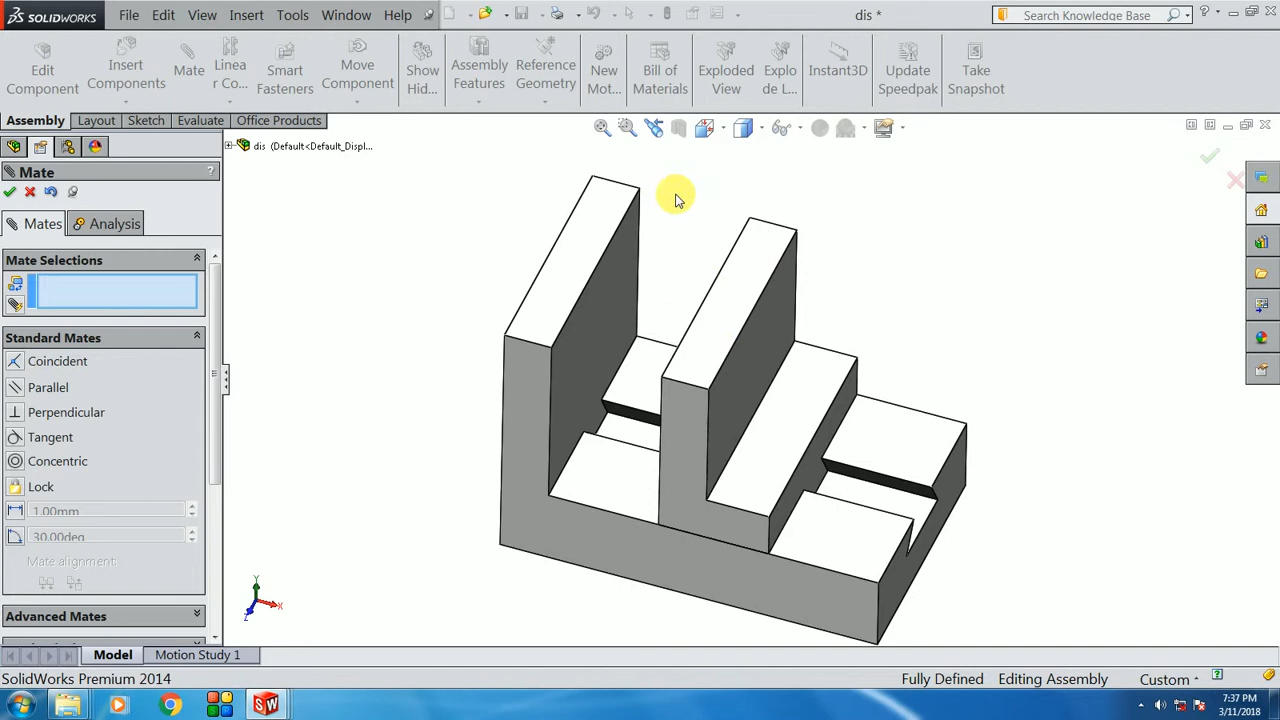 SOLIDWORKS File Edit View Insert Tools Window Help dis * Search Knowledge Base
Edit Component
Insert Components
Mate
Linear Co...
Smart Fasteners
Move Component
Show Hid...
Assembly Features
Reference Geometry
New Mot...
Bill of Materials
Exploded View
Explode L...
Instant3D
Update Speedpak
Take Snapshot
Assembly Layout Sketch Evaluate Office Products
dis (Default<Default_Displ...
Mate ?
Mates Analysis
Mate Selections
Standard Mates
Coincident
Parallel
Perpendicular
Tangent
Concentric
Lock
1.00mm
30.00deg
Mate alignment:
Advanced Mates
Y
X
Z
Model Motion Study 1
SolidWorks Premium 2014 Fully Defined Editing Assembly Custom
7:37 PM
3/11/2018